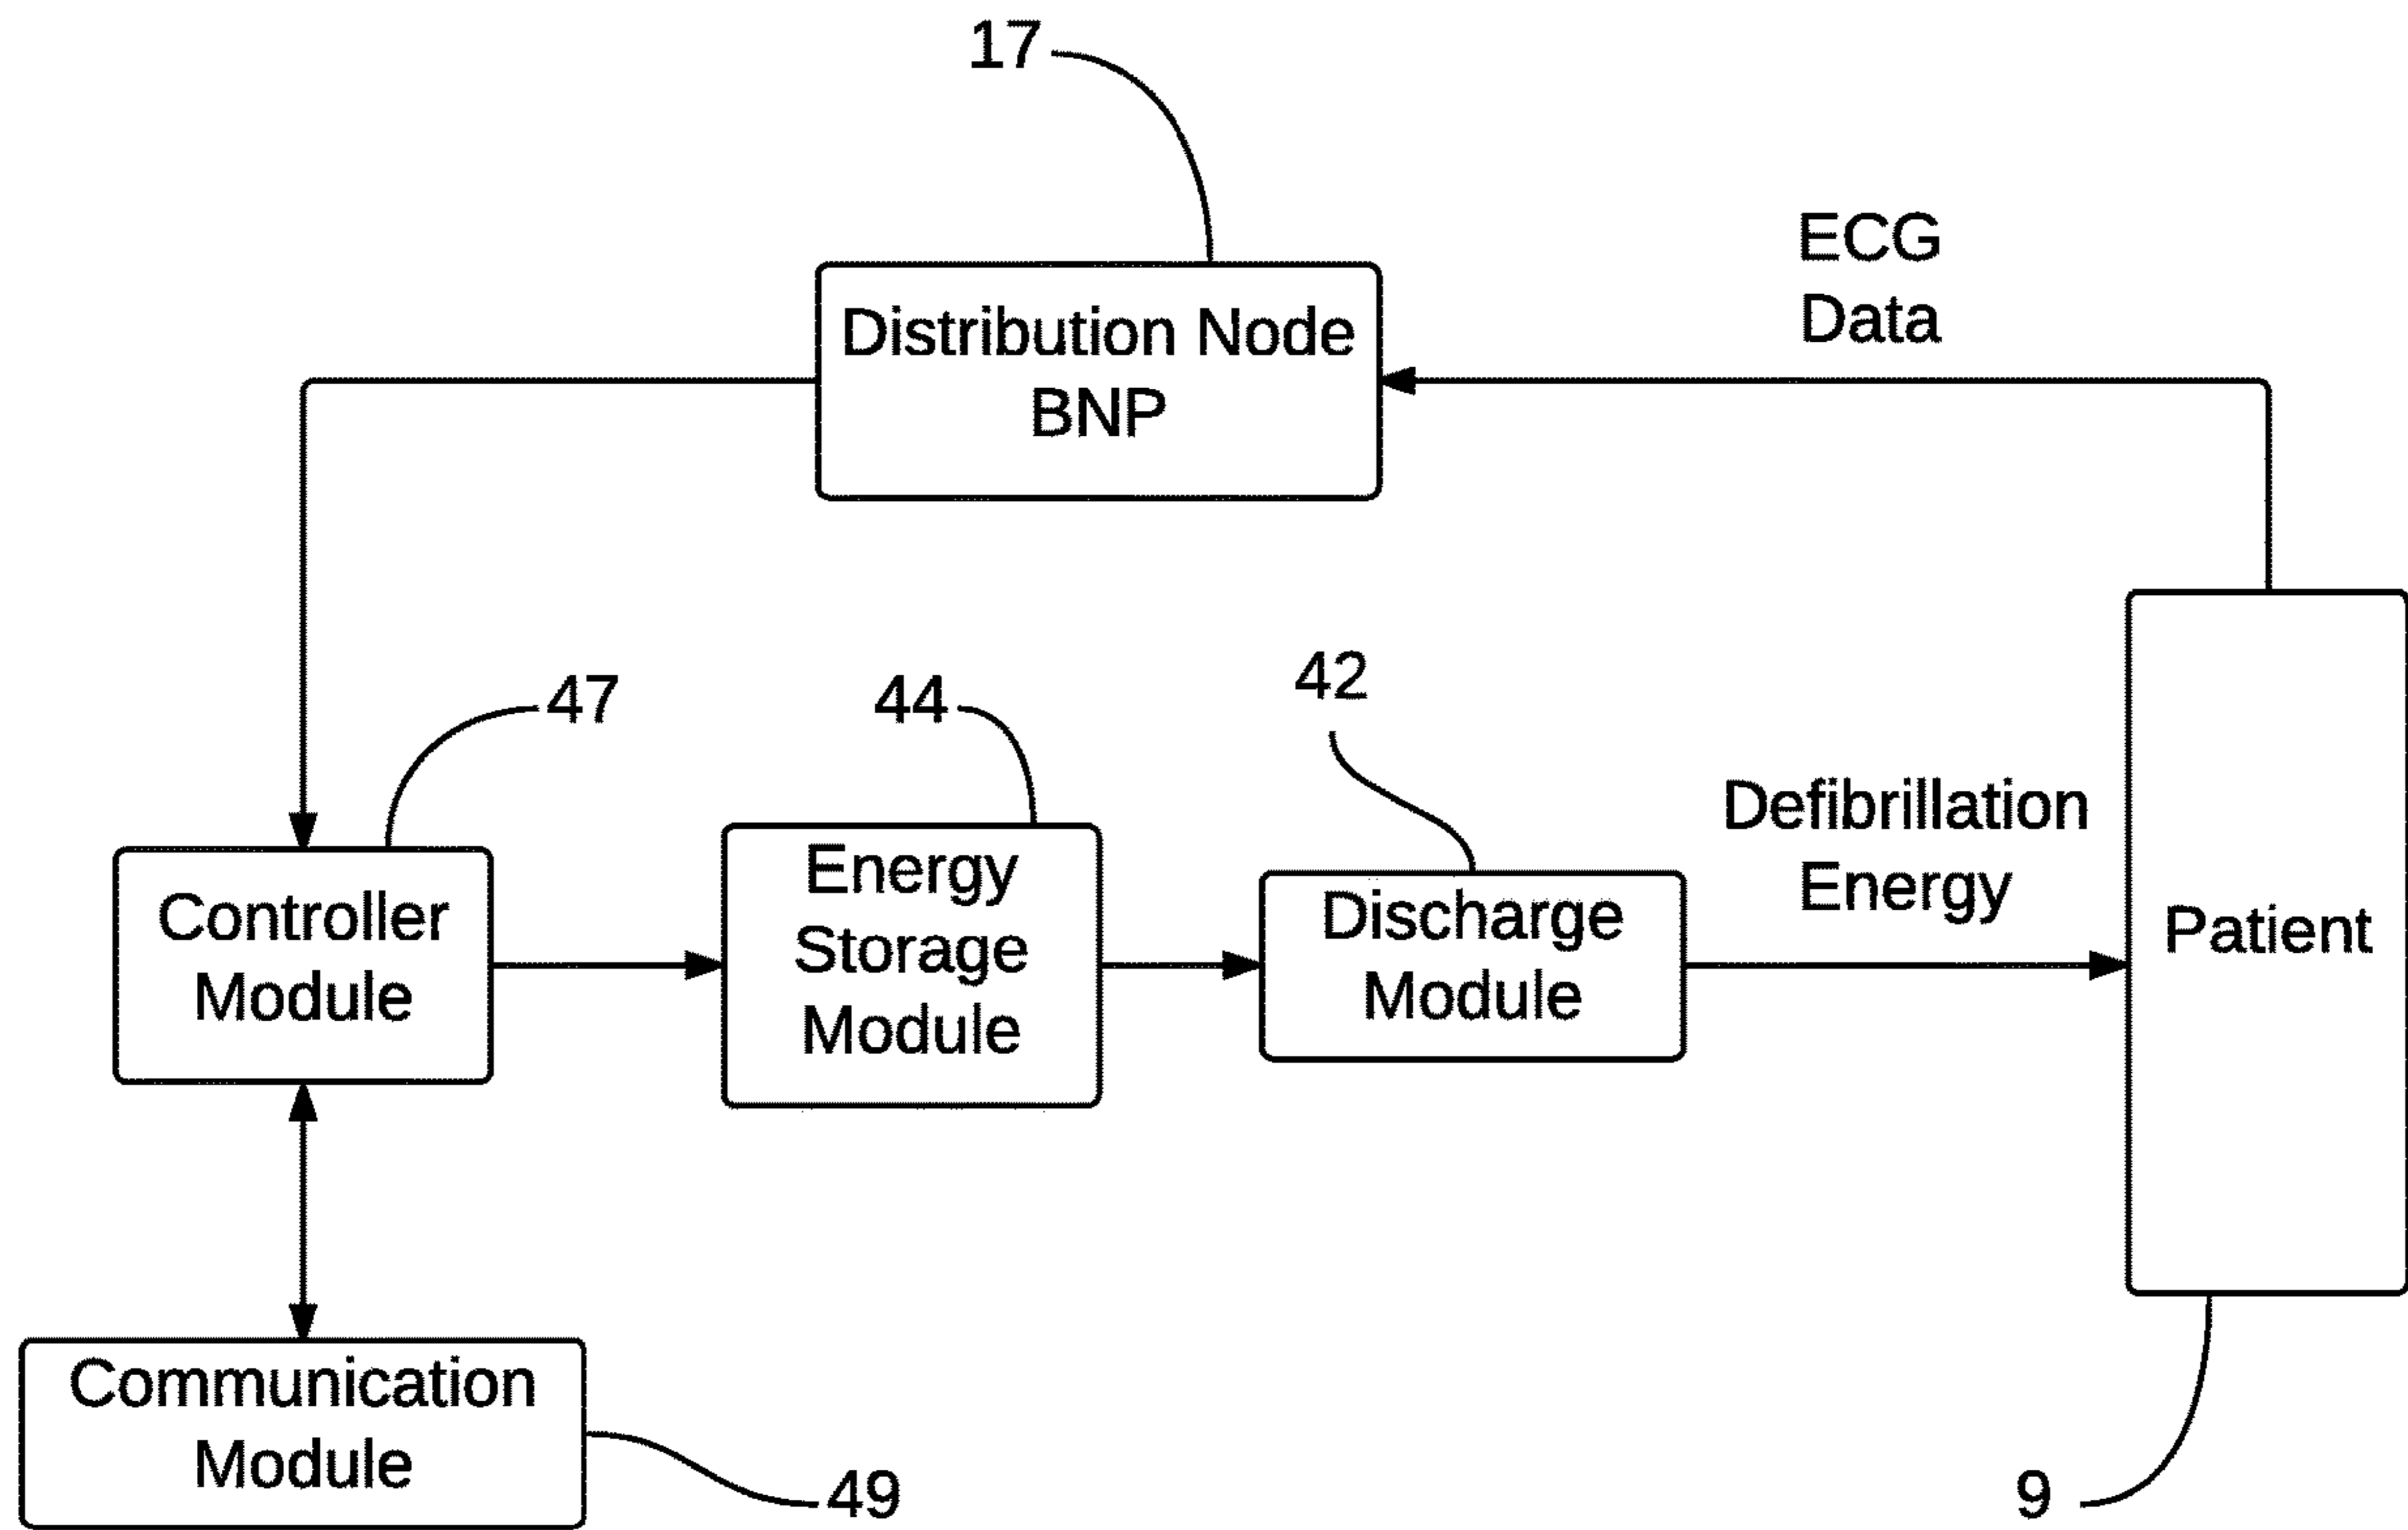 17
ECG
Data
Distribution Node
BNP
47
44
42
Defibrillation
Energy
Controller
Module
Energy
Storage
Module
Discharge
Module
Patient
Communication
Module
49
9